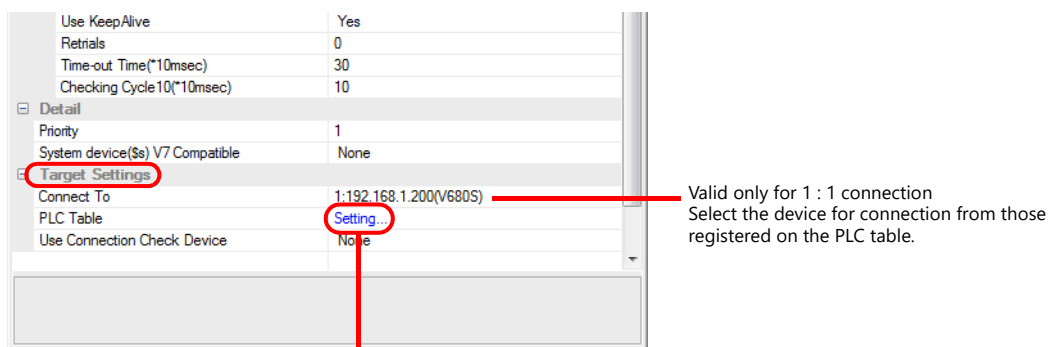 Use KeepAlive Yes
Retrials 0
Time-out Time(*10msec) 30
Checking Cycle10(*10msec) 10
Detail
Priority 1
System device($s) V7 Compatible None
Target Settings
Connect To 1:192.168.1.200(V680S)
PLC Table Setting...
Use Connection Check Device None
Valid only for 1 : 1 connection
Select the device for connection from those
registered on the PLC table.